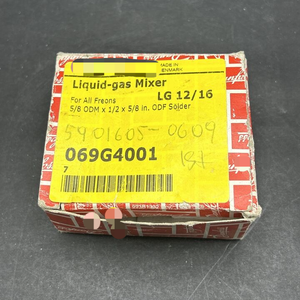 MADE IN
DENMARK
Liquid-gas Mixer
LG 12/16
For All Freons
5/8 ODM x 1/2 x 5/8 in. ODF Solder
5901605-0609
069G4001
1st
7